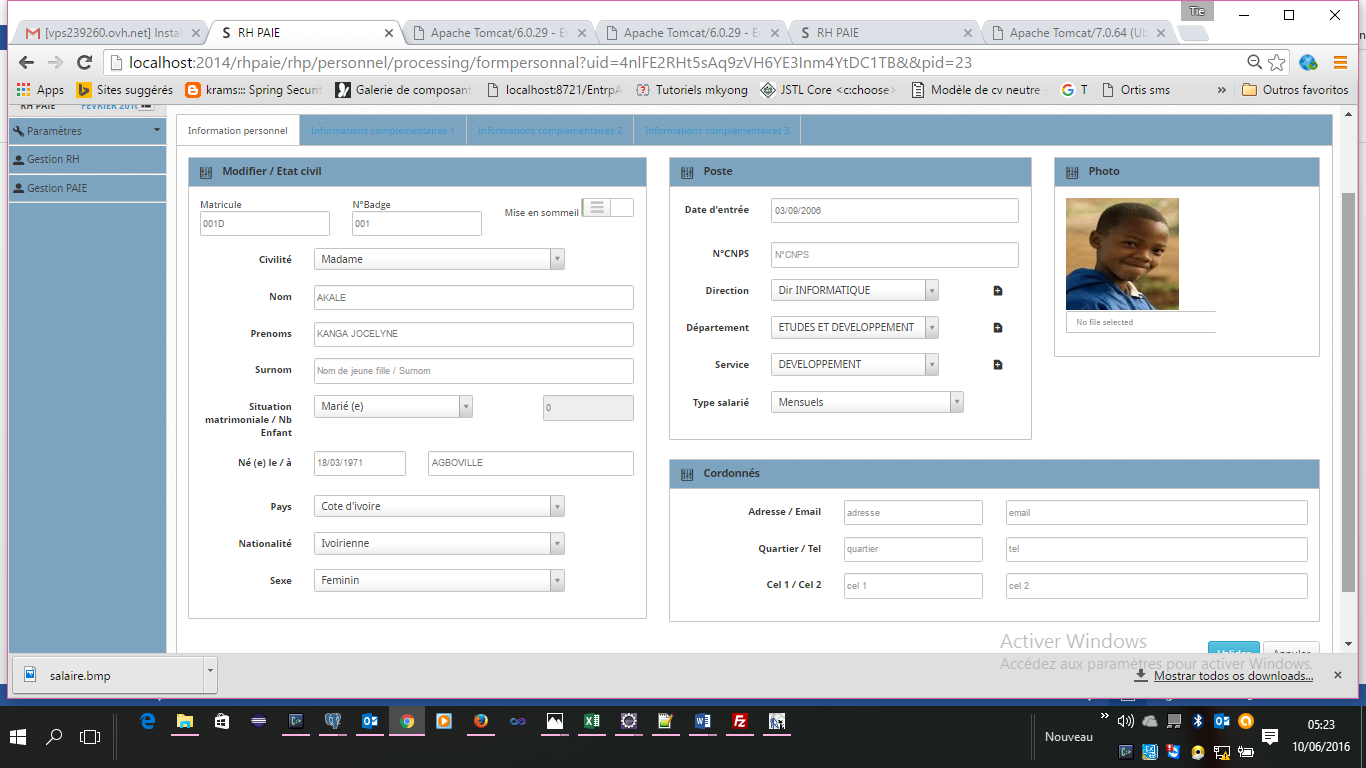 Tie
[vps239260.ovh.net] Insta
RH PAIE
Apache Tomcat/6.0.29 - E
Apache Tomcat/6.0.29 - E
RH PAIE
Apache Tomcat/7.0.64 (Ub
localhost:2014/rhpaie/rhp/personnel/processing/formpersonnal?uid=4nlFE2RHt5sAq9zVH6YE3Inm4YtDC1TB&&pid=23
Apps
Sites suggérés
krams::: Spring Securit
Galerie de composant
localhost:8721/EntrpA
Tutoriels mkyong
JSTL Core <c:choose>
Modèle de cv neutre -
T
Ortis sms
»
Outros favoritos
RH PAIE
FEVRIER 2016
Paramètres
Gestion RH
Gestion PAIE
Information personnel
Informations complementaires 1
Informations complementaires 2
Informations complementaires 3
Modifier / Etat civil
Matricule
N°Badge
Mise en sommeil
001D
001
Civilité
Madame
Nom
AKALE
Prenoms
KANGA JOCELYNE
Surnom
Nom de jeune fille / Surnom
Situation
matrimoniale / Nb
Enfant
Marié (e)
0
Né (e) le / à
18/03/1971
AGBOVILLE
Pays
Cote d'ivoire
Nationalité
Ivoirienne
Sexe
Feminin
Poste
Date d'entrée
03/09/2006
N°CNPS
N°CNPS
Direction
Dir INFORMATIQUE
Département
ETUDES ET DEVELOPPEMENT
Service
DEVELOPPEMENT
Type salarié
Mensuels
Photo
No file selected
Cordonnés
Adresse / Email
adresse
email
Quartier / Tel
quartier
tel
Cel 1 / Cel 2
cel 1
cel 2
Valider
Annuler
Activer Windows
Accédez aux paramètres pour activer Windows.
salaire.bmp
Mostrar todos os downloads...
Nouveau
05:23
10/06/2016